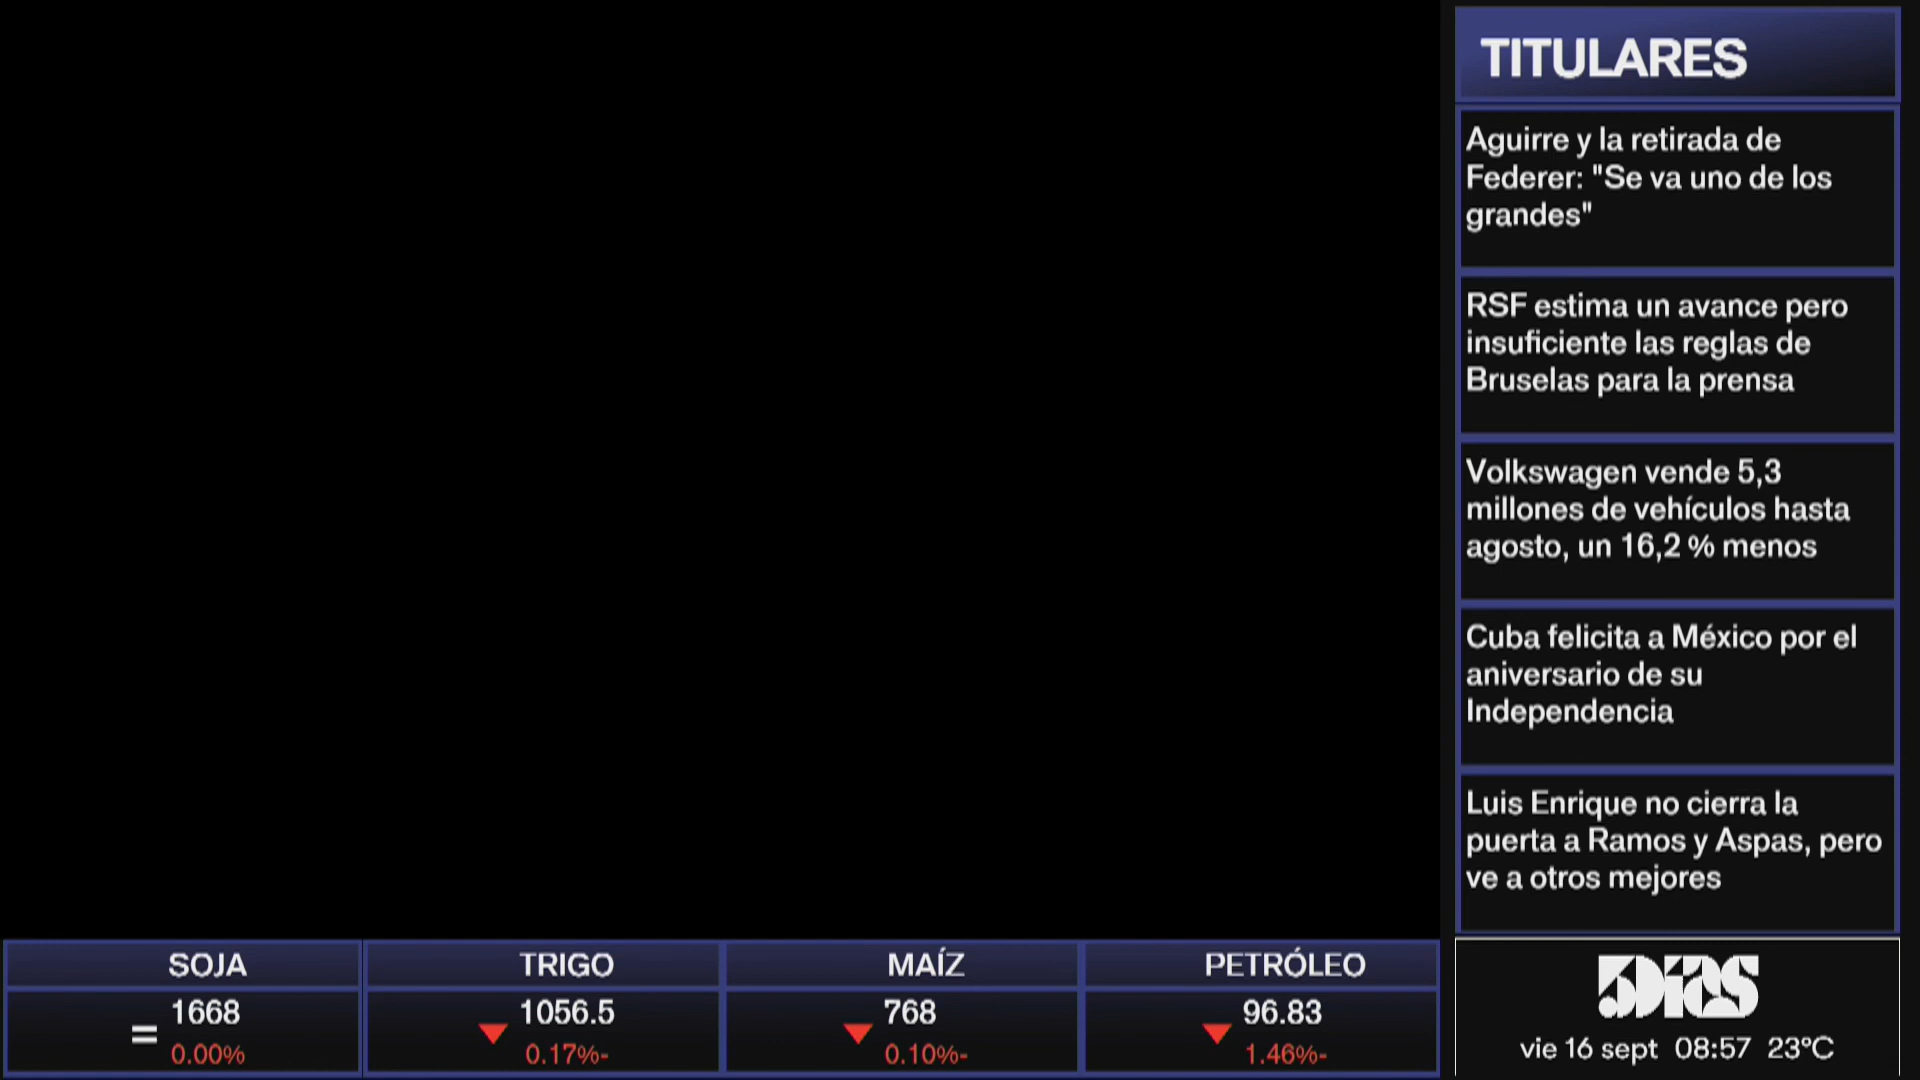 TITULARES
Aguirre y la retirada de
Federer: "Se va uno de los
grandes"
RSF estima un avance pero
insuficiente las reglas de
Bruselas para la prensa
Volkswagen vende 5,3
millones de vehículos hasta
agosto, un 16,2 % menos
Cuba felicita a México por el
aniversario de su
Independencia
Luis Enrique no cierra la
puerta a Ramos y Aspas, pero
ve a otros mejores
SOJA
= 1668
0.00%
TRIGO
1056.5
0.17%-
MAÍZ
768
0.10%-
PETRÓLEO
96.83
1.46%-
5Días
vie 16 sept 08:57 23°C